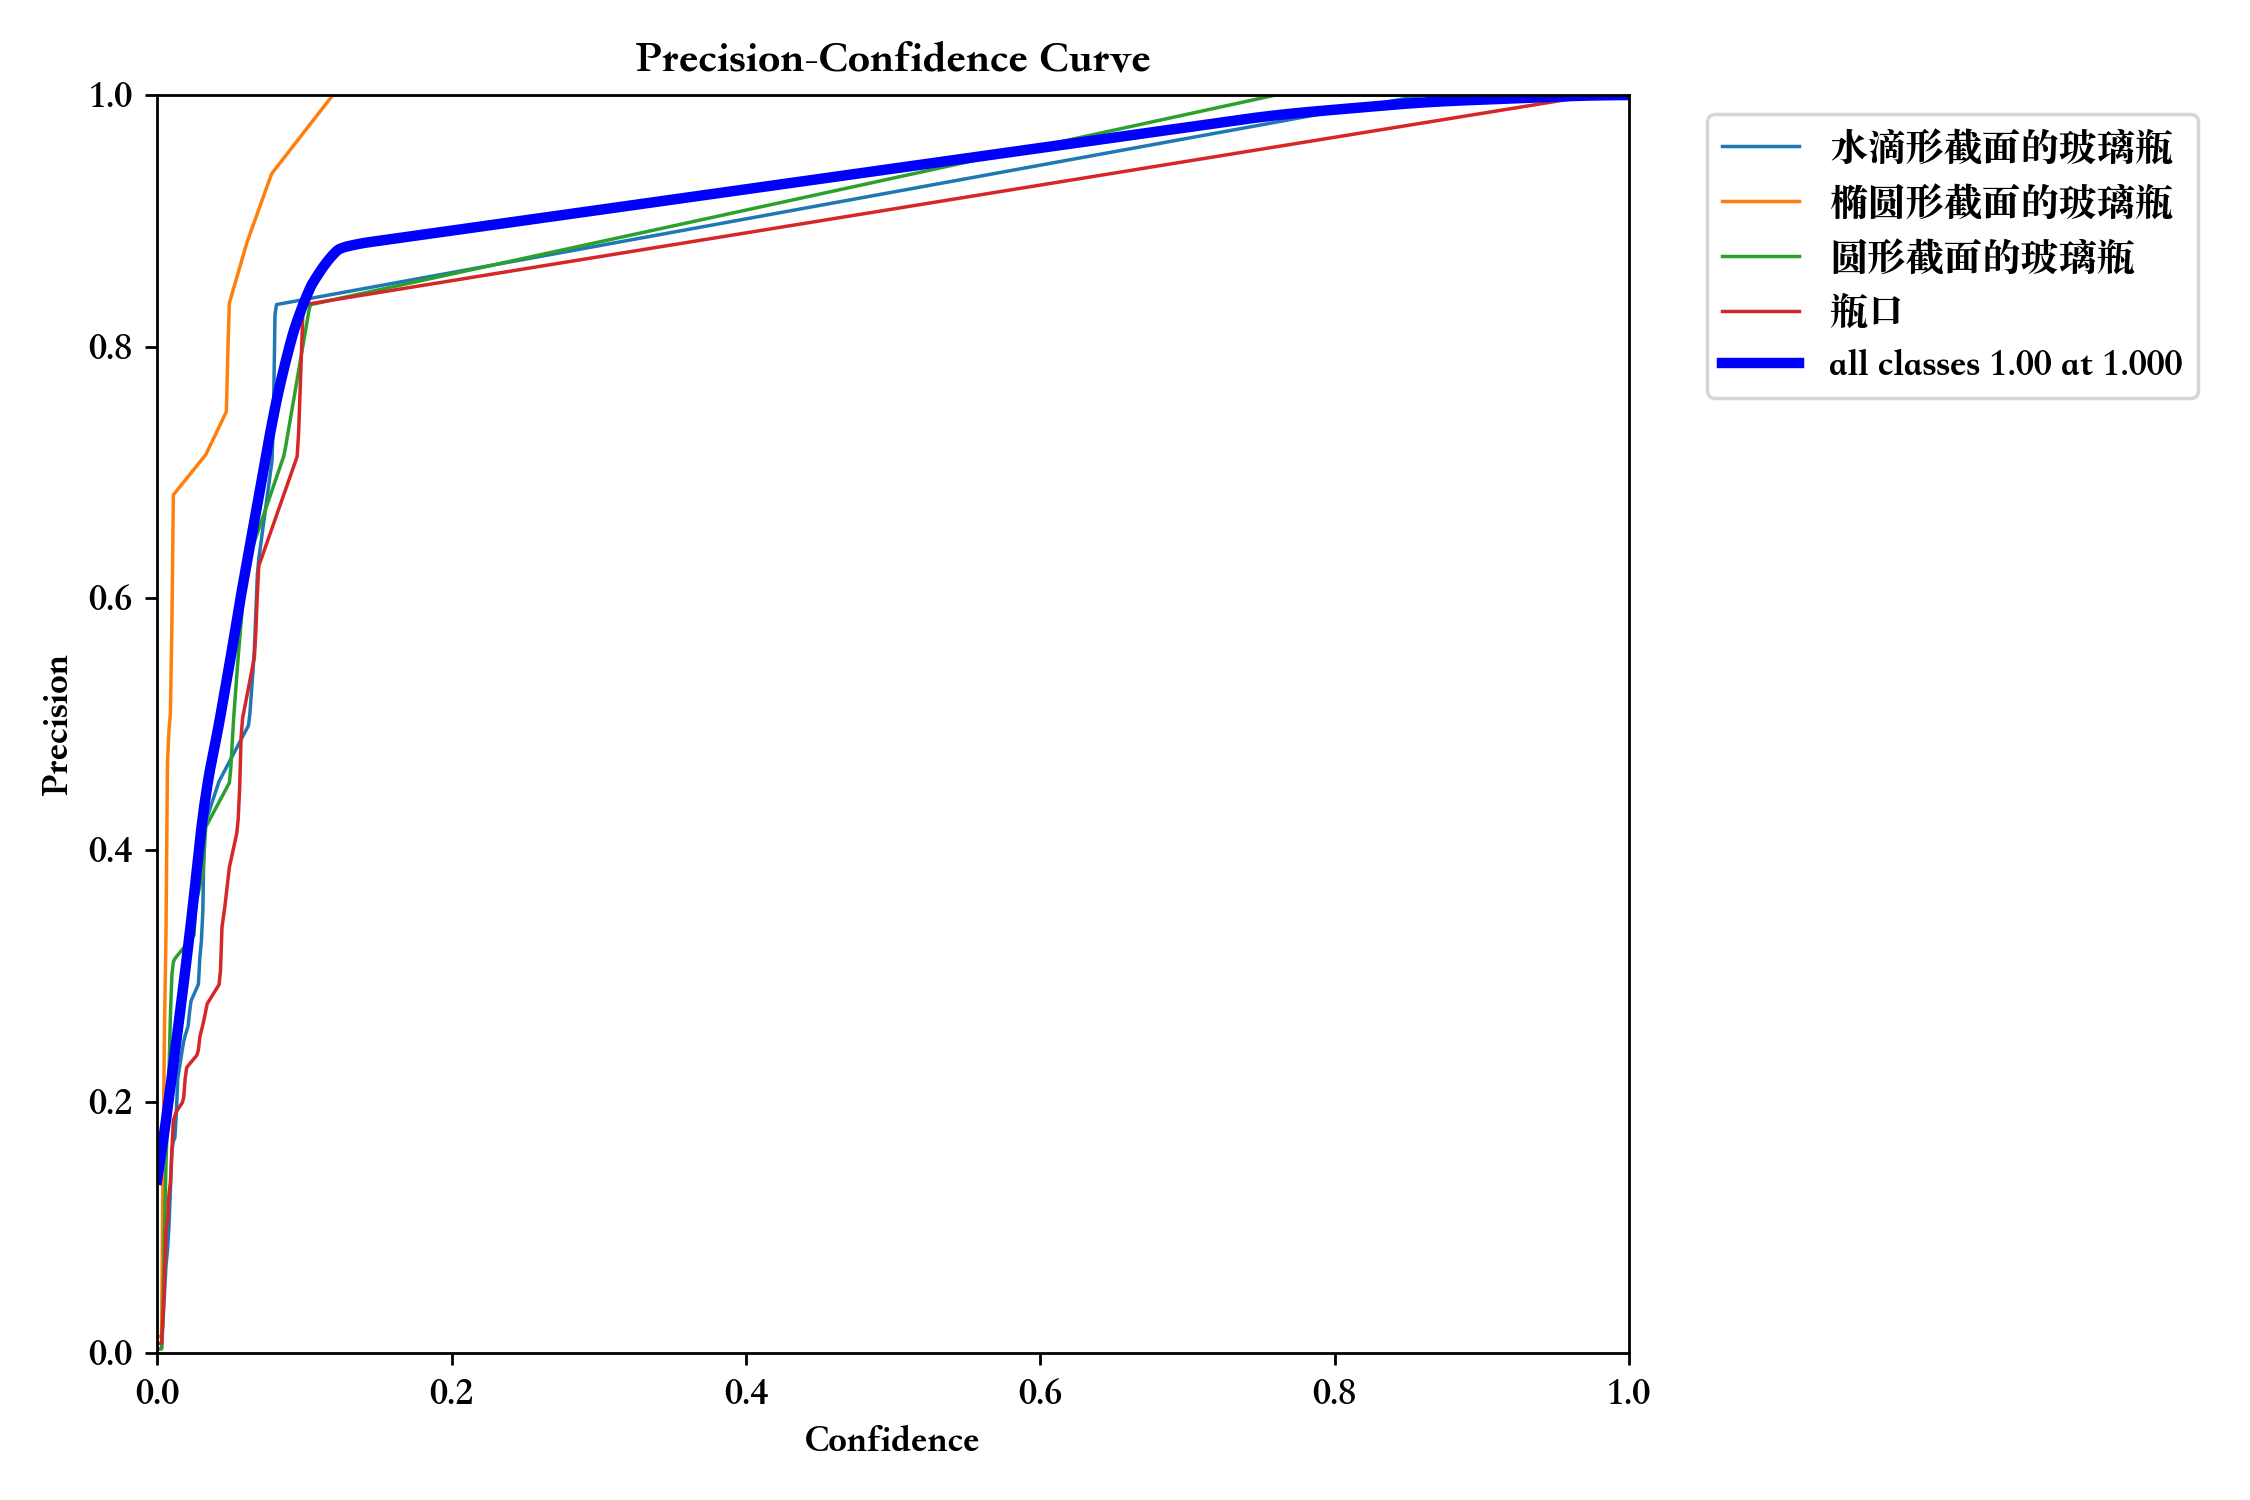 Precision-Confidence Curve
1.0
0.8
0.6
0.4
0.2
0.0
Precision
0.0 0.2 0.4 0.6 0.8 1.0
Confidence
水滴形截面的玻璃瓶
椭圆形截面的玻璃瓶
圆形截面的玻璃瓶
瓶口
all classes 1.00 at 1.000